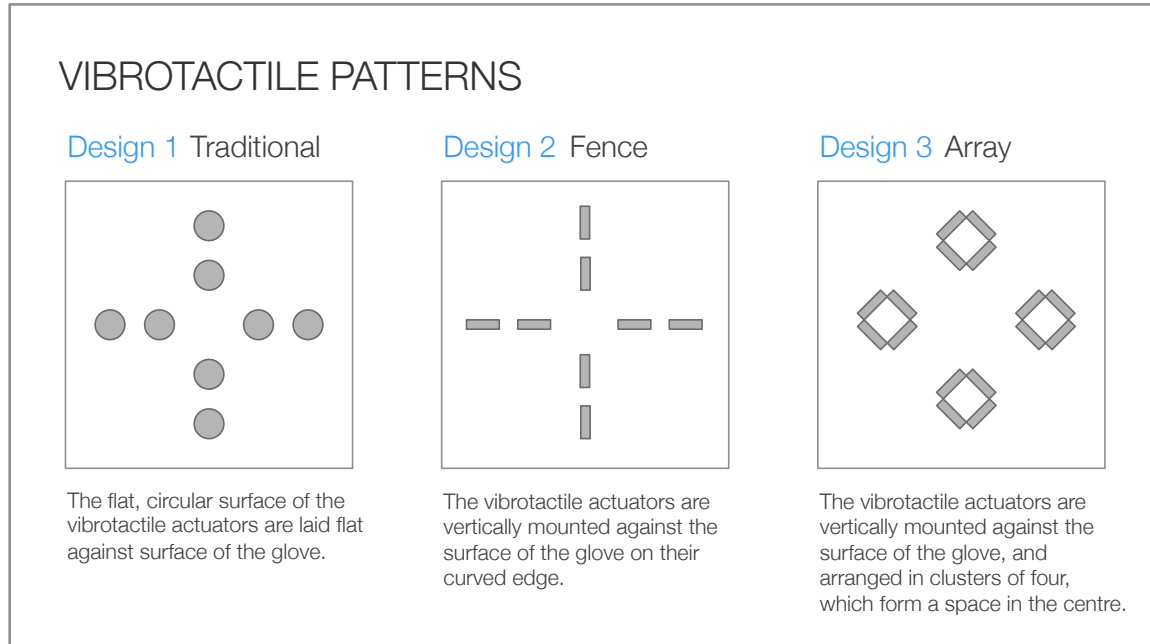 VIBROTACTILE PATTERNS
Design 1 Traditional
The flat, circular surface of the
vibrotactile actuators are laid flat
against surface of the glove.
Design 2 Fence
The vibrotactile actuators are
vertically mounted against the
surface of the glove on their
curved edge.
Design 3 Array
The vibrotactile actuators are
vertically mounted against the
surface of the glove, and
arranged in clusters of four,
which form a space in the centre.